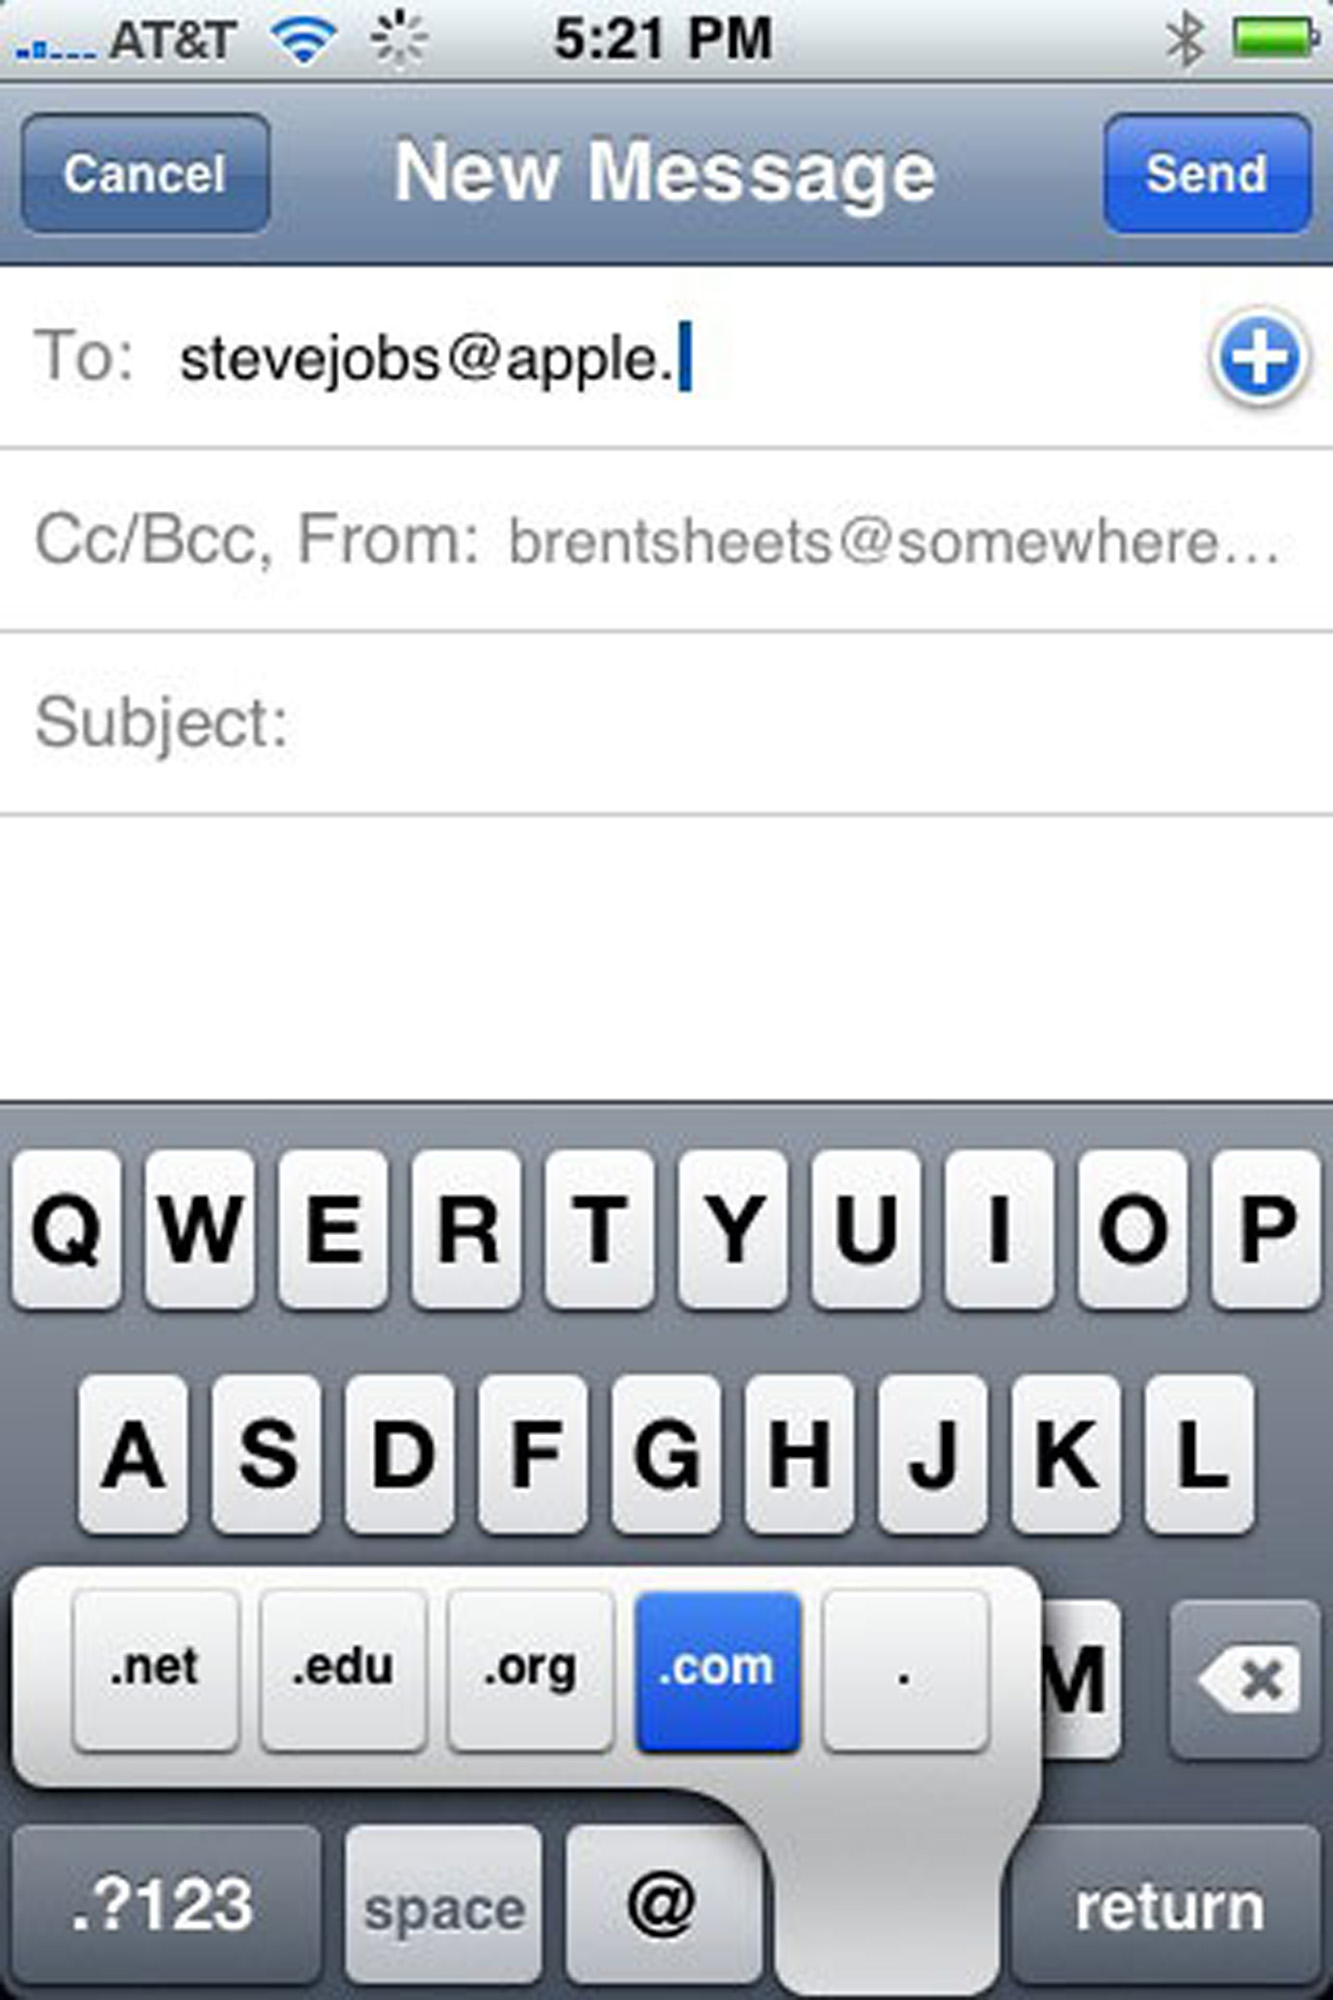 AT&T 5:21 PM
Cancel New Message Send
To: stevejobs@apple.
Cc/Bcc, From: brentsheets@somewhere...
Subject:
Q W E R T Y U I O P
A S D F G H J K L
.net .edu .org .com . M
.?123 space @ return